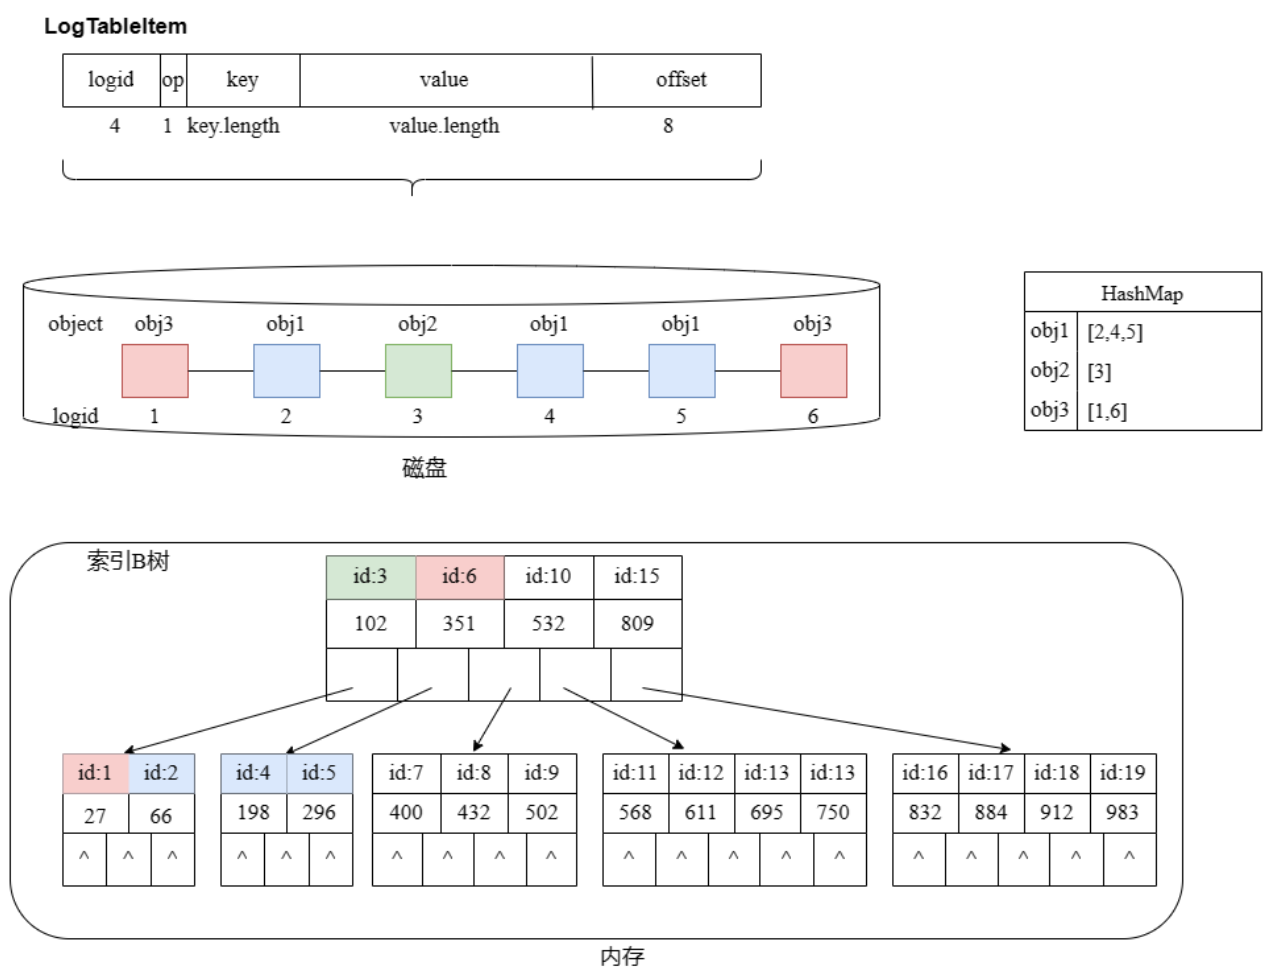 LogTableItem
logid op key value offset
4 1 key.length value.length 8
object obj3 obj1 obj2 obj1 obj1 obj3
logid 1 2 3 4 5 6
磁盘
HashMap
obj1 [2,4,5]
obj2 [3]
obj3 [1,6]
索引B树
id:3 id:6 id:10 id:15
102 351 532 809
id:1 id:2 id:4 id:5 id:7 id:8 id:9 id:11 id:12 id:13 id:13 id:16 id:17 id:18 id:19
27 66 198 296 400 432 502 568 611 695 750 832 884 912 983
^ ^ ^ ^ ^ ^ ^ ^ ^ ^ ^ ^ ^ ^ ^ ^ ^ ^ ^ ^
内存